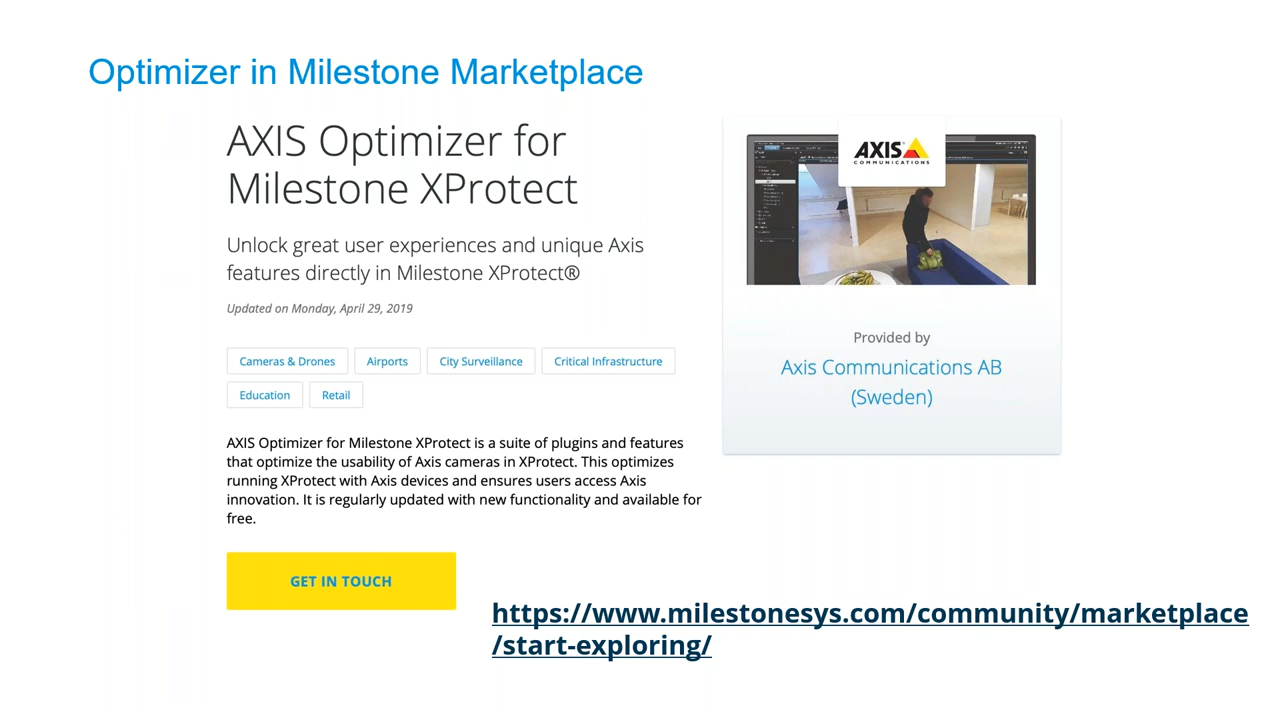 Optimizer in Milestone Marketplace
AXIS Optimizer for
Milestone XProtect
Unlock great user experiences and unique Axis
features directly in Milestone XProtect®
Updated on Monday, April 29, 2019
Cameras & Drones
Airports
City Surveillance
Critical Infrastructure
Education
Retail
AXIS Optimizer for Milestone XProtect is a suite of plugins and features
that optimize the usability of Axis cameras in XProtect. This optimizes
running XProtect with Axis devices and ensures users access Axis
innovation. It is regularly updated with new functionality and available for
free.
GET IN TOUCH
AXIS
COMMUNICATIONS
Provided by
Axis Communications AB
(Sweden)
https://www.milestonesys.com/community/marketplace
/start-exploring/